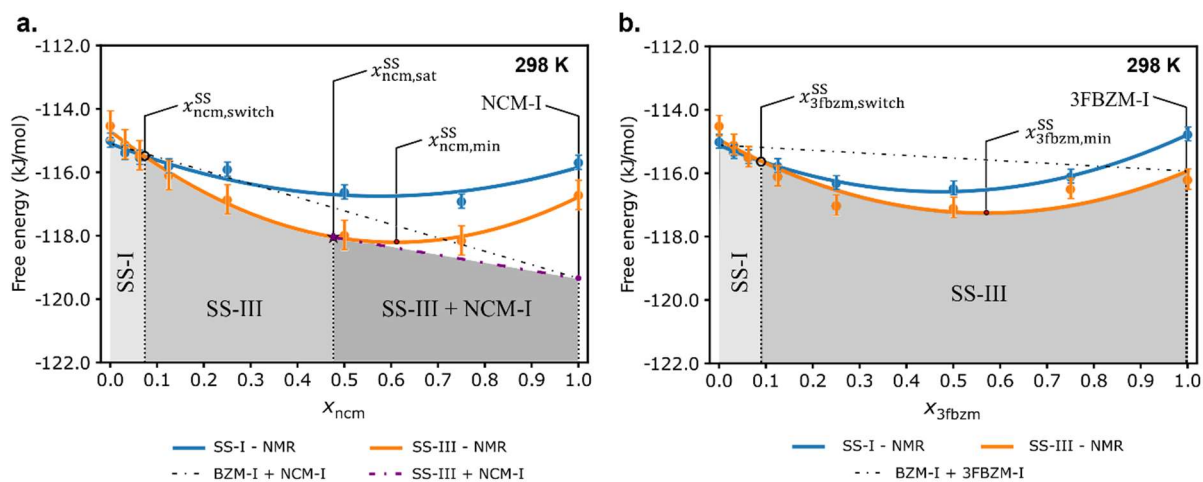 a.
298 K
x^SS_ncm,sat
x^SS_ncm,switch
NCM-I
x^SS_ncm,min
Free energy (kJ/mol)
-112.0
-114.0
-116.0
-118.0
-120.0
-122.0
SS-I
SS-III
SS-III + NCM-I
0.0 0.1 0.2 0.3 0.4 0.5 0.6 0.7 0.8 0.9 1.0
x_ncm
SS-I - NMR
SS-III - NMR
BZM-I + NCM-I
SS-III + NCM-I
b.
298 K
x^SS_3fbzm,switch
3FBZM-I
x^SS_3fbzm,min
Free energy (kJ/mol)
-112.0
-114.0
-116.0
-118.0
-120.0
-122.0
SS-I
SS-III
0.0 0.1 0.2 0.3 0.4 0.5 0.6 0.7 0.8 0.9 1.0
x_3fbzm
SS-I - NMR
SS-III - NMR
BZM-I + 3FBZM-I